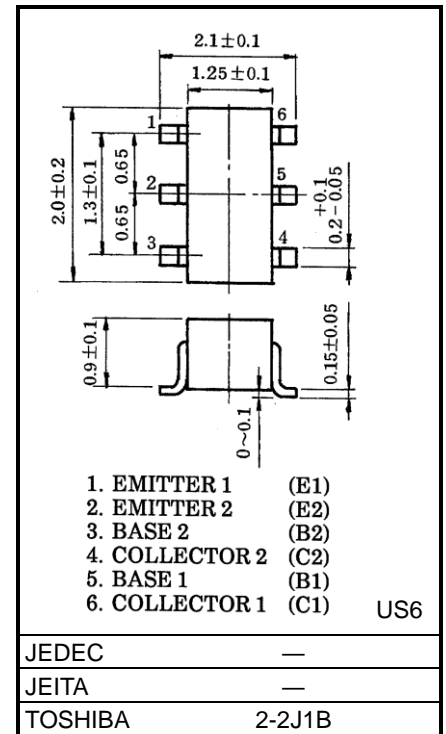 2.1±0.1
1.25±0.1
1
6
2.0±0.2
1.3±0.1
0.65
2
5
+0.1
0.2-0.05
0.65
3
4
0.9±0.1
0.15±0.05
0~0.1
1. EMITTER 1 (E1)
2. EMITTER 2 (E2)
3. BASE 2 (B2)
4. COLLECTOR 2 (C2)
5. BASE 1 (B1)
6. COLLECTOR 1 (C1)
US6
JEDEC —
JEITA —
TOSHIBA 2-2J1B